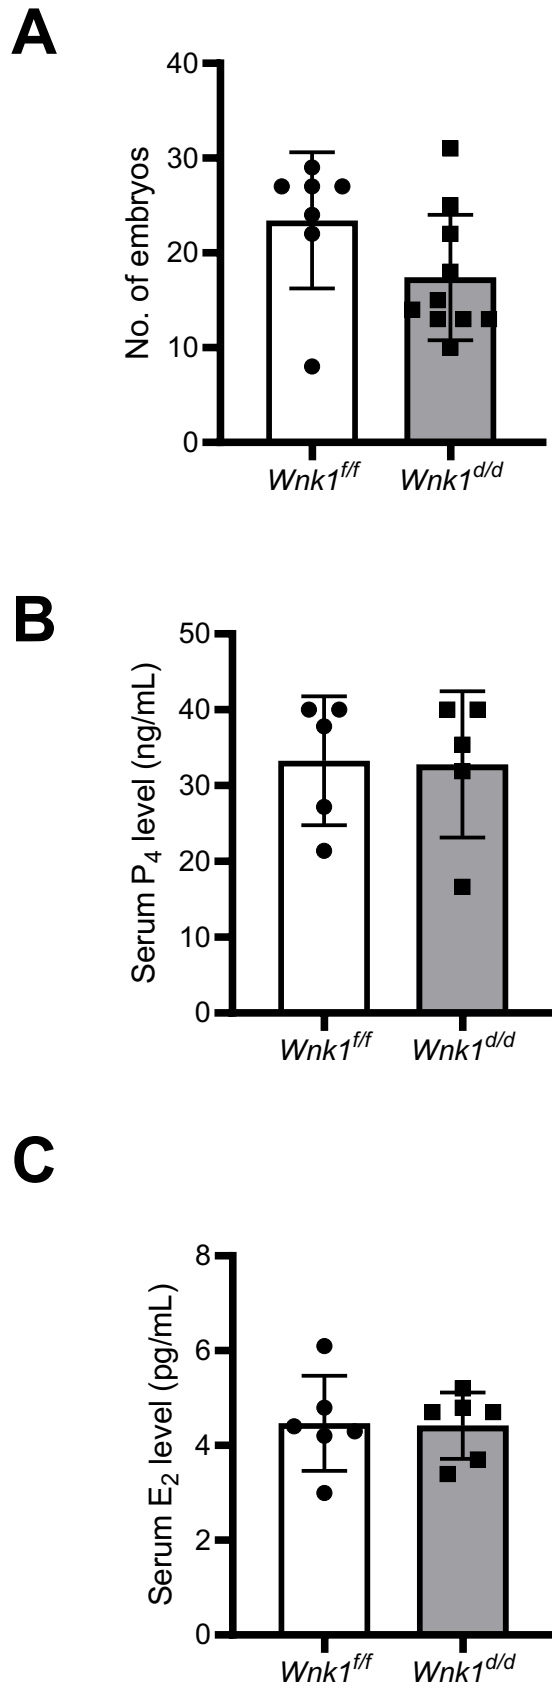 A
No. of embryos
40
30
20
10
0
Wnk1f/f
Wnk1d/d
B
Serum P4 level (ng/mL)
50
40
30
20
10
0
Wnk1f/f
Wnk1d/d
C
Serum E2 level (pg/mL)
8
6
4
2
0
Wnk1f/f
Wnk1d/d